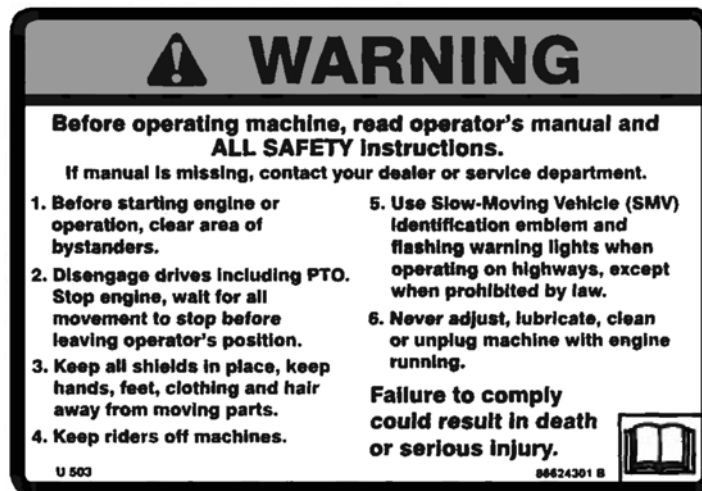 WARNING
Before operating machine, read operator's manual and
ALL SAFETY instructions.
If manual is missing, contact your dealer or service department.
1. Before starting engine or
operation, clear area of
bystanders.
2. Disengage drives including PTO.
Stop engine, wait for all
movement to stop before
leaving operator's position.
3. Keep all shields in place, keep
hands, feet, clothing and hair
away from moving parts.
4. Keep riders off machines.
5. Use Slow-Moving Vehicle (SMV)
identification emblem and
flashing warning lights when
operating on highways, except
when prohibited by law.
6. Never adjust, lubricate, clean
or unplug machine with engine
running.
Failure to comply
could result in death
or serious injury.
U 503
86624301 B